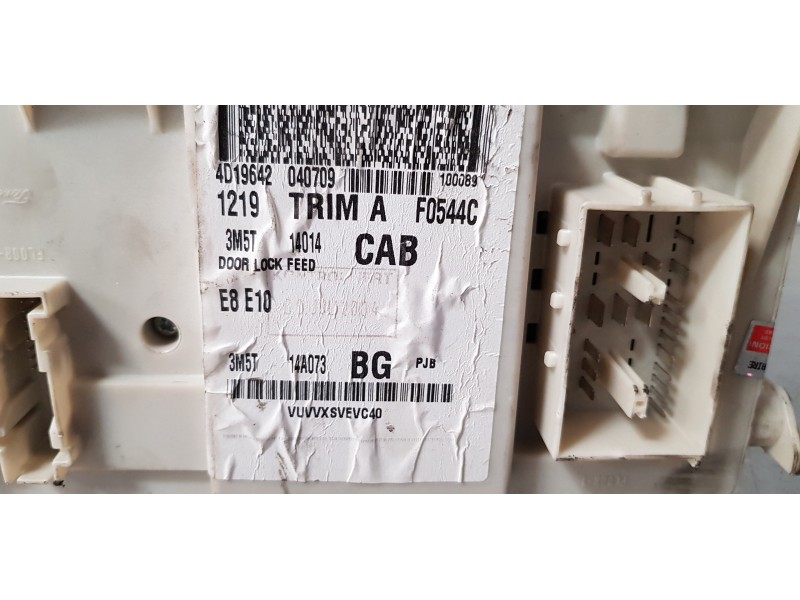 4D19642 040709 100089
1219 TRIM A F0544C
3M5T 14014 CAB
DOOR LOCK FEED
E8 E10
3M5T 14A073 BG PJB
VUVVXSVEVC40